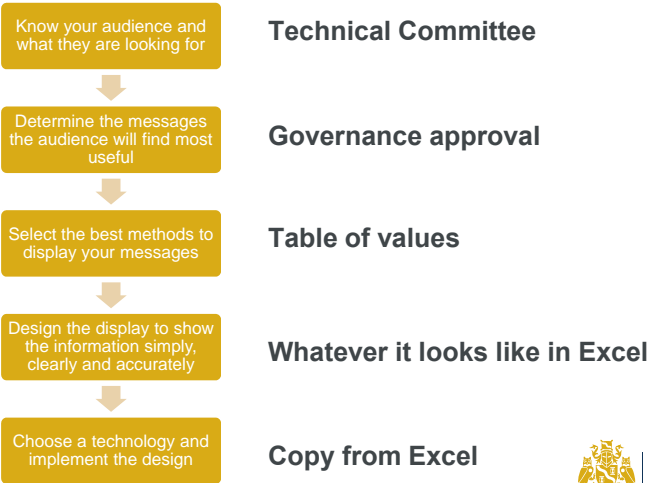 Know your audience and
what they are looking for
Technical Committee
Determine the messages
the audience will find most
useful
Governance approval
Select the best methods to
display your messages
Table of values
Design the display to show
the information simply,
clearly and accurately
Whatever it looks like in Excel
Choose a technology and
implement the design
Copy from Excel